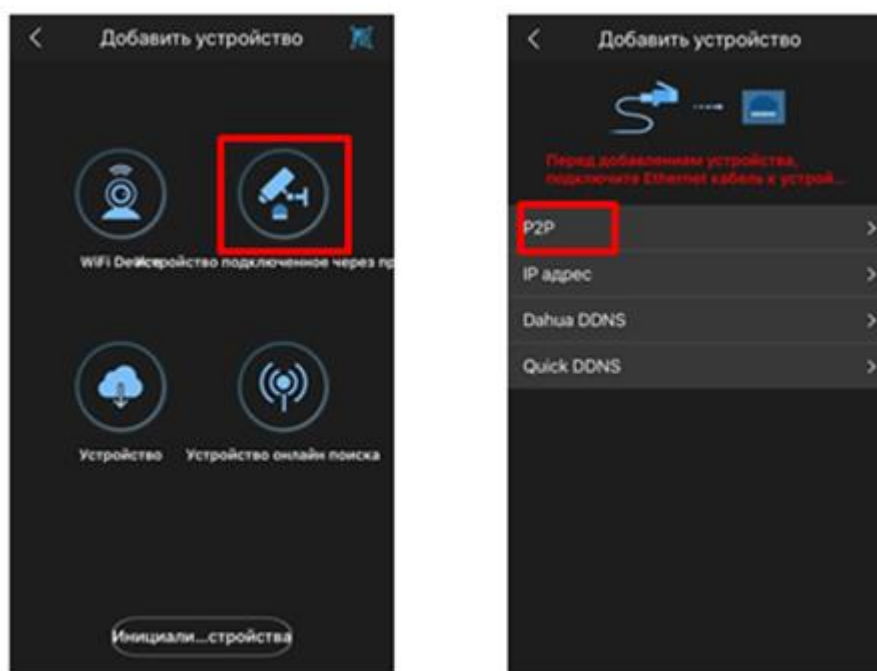 Добавить устройство
WiFi Device
Устройство подключенное через пр
Устройство
Устройство онлайн поиска
Инициали...стройства
Добавить устройство
Перед добавлением устройства,
подключите Ethernet кабель к устрой...
P2P
IP адрес
Dahua DDNS
Quick DDNS